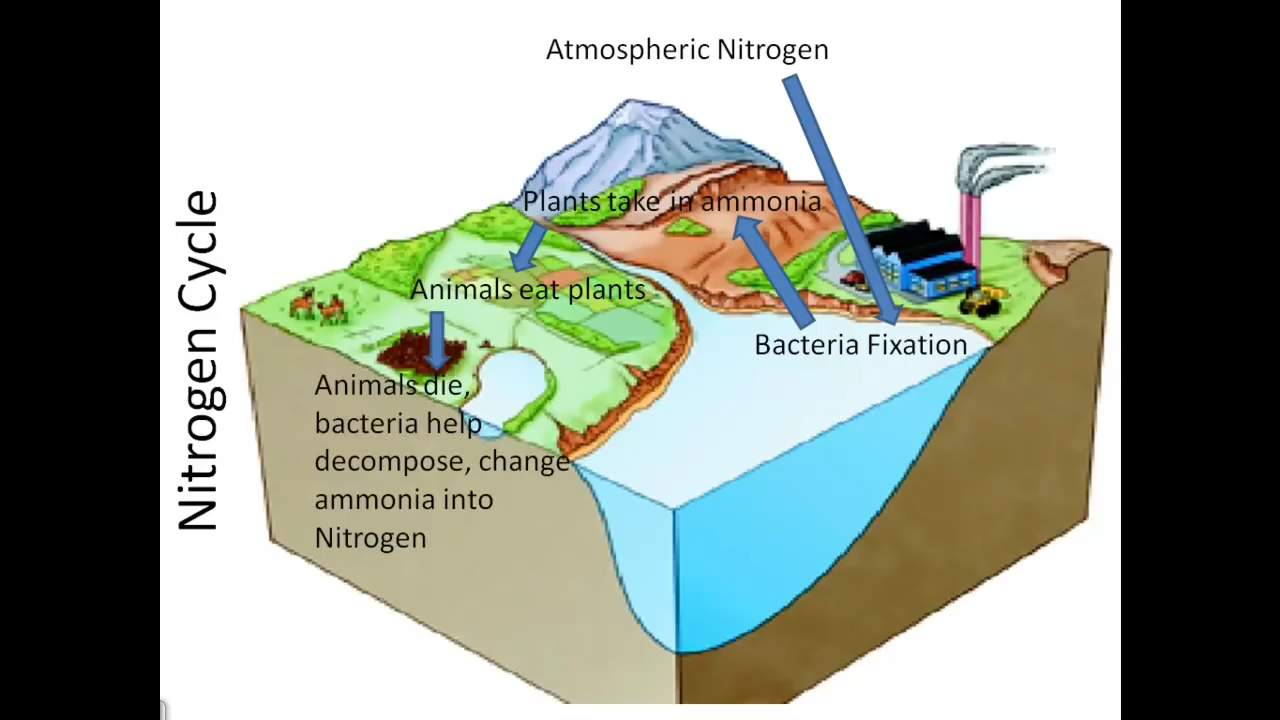 Atmospheric Nitrogen
Plants take in ammonia
Animals eat plants
Bacteria Fixation
Animals die,
bacteria help
decompose, change
ammonia into
Nitrogen
Nitrogen Cycle